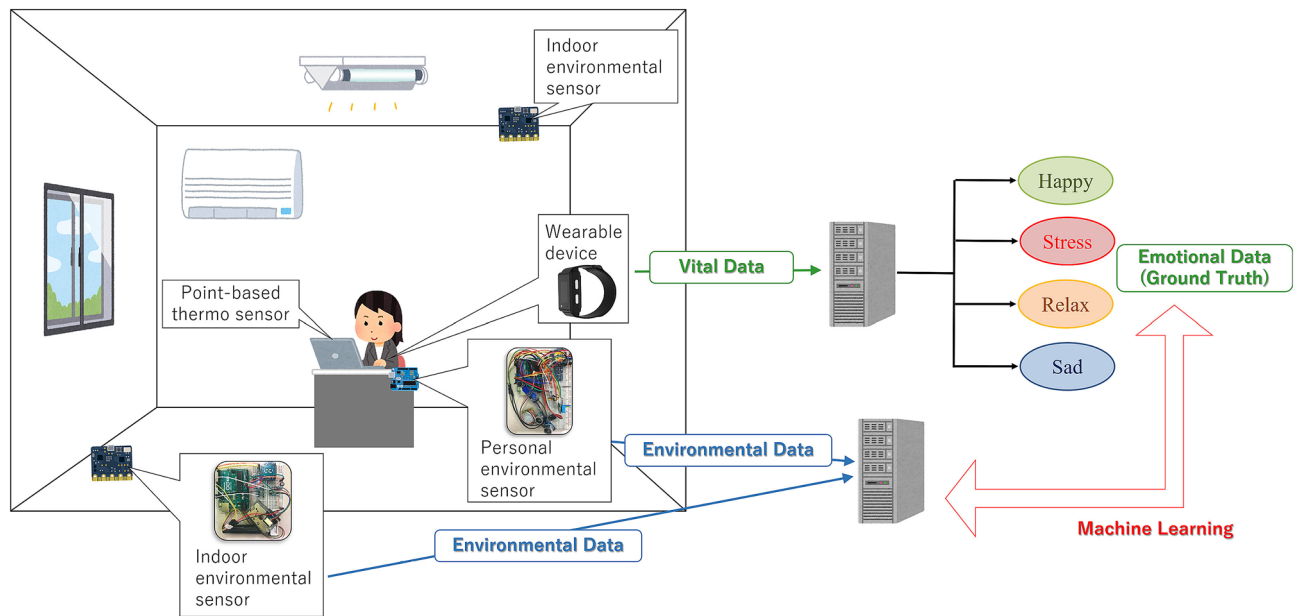 Indoor
environmental
sensor
Wearable
device
Point-based
thermo sensor
Personal
environmental
sensor
Indoor
environmental
sensor
Vital Data
Environmental Data
Environmental Data
Happy
Stress
Relax
Sad
Emotional Data
(Ground Truth)
Machine Learning